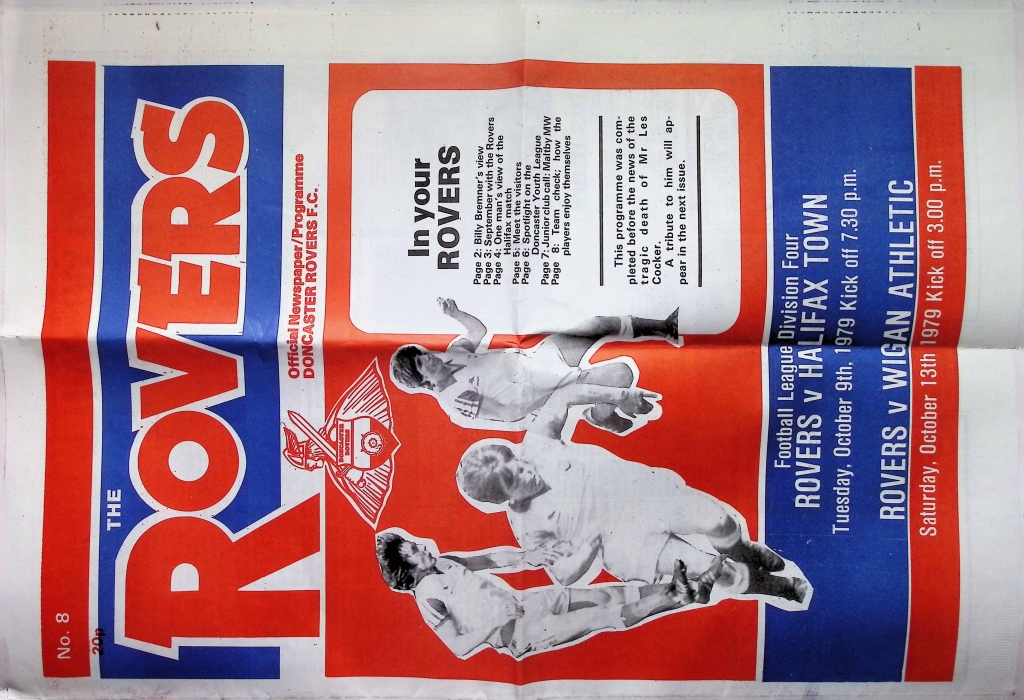 No. 8
20p
THE
ROVERS
Official Newspaper/Programme
DONCASTER ROVERS F.C.
DONCASTER
ROVERS
In your
ROVERS
Page 2: Billy Bremner's view
Page 3: September with the Rovers
Page 4: One man's view of the
Halifax match
Page 5: Meet the visitors
Page 6: Spotlight on the
Doncaster Youth League
Page 7: Junior club call: Maltby MW
Page 8: Team check; how the
players enjoy themselves
This programme was com-
pleted before the news of the
tragic death of Mr Les
Cocker.
A tribute to him will ap-
pear in the next issue.
Football League Division Four
ROVERS v HALIFAX TOWN
Tuesday, October 9th, 1979 Kick off 7.30 p.m.
ROVERS v WIGAN ATHLETIC
Saturday, October 13th 1979 Kick off 3.00 p.m.